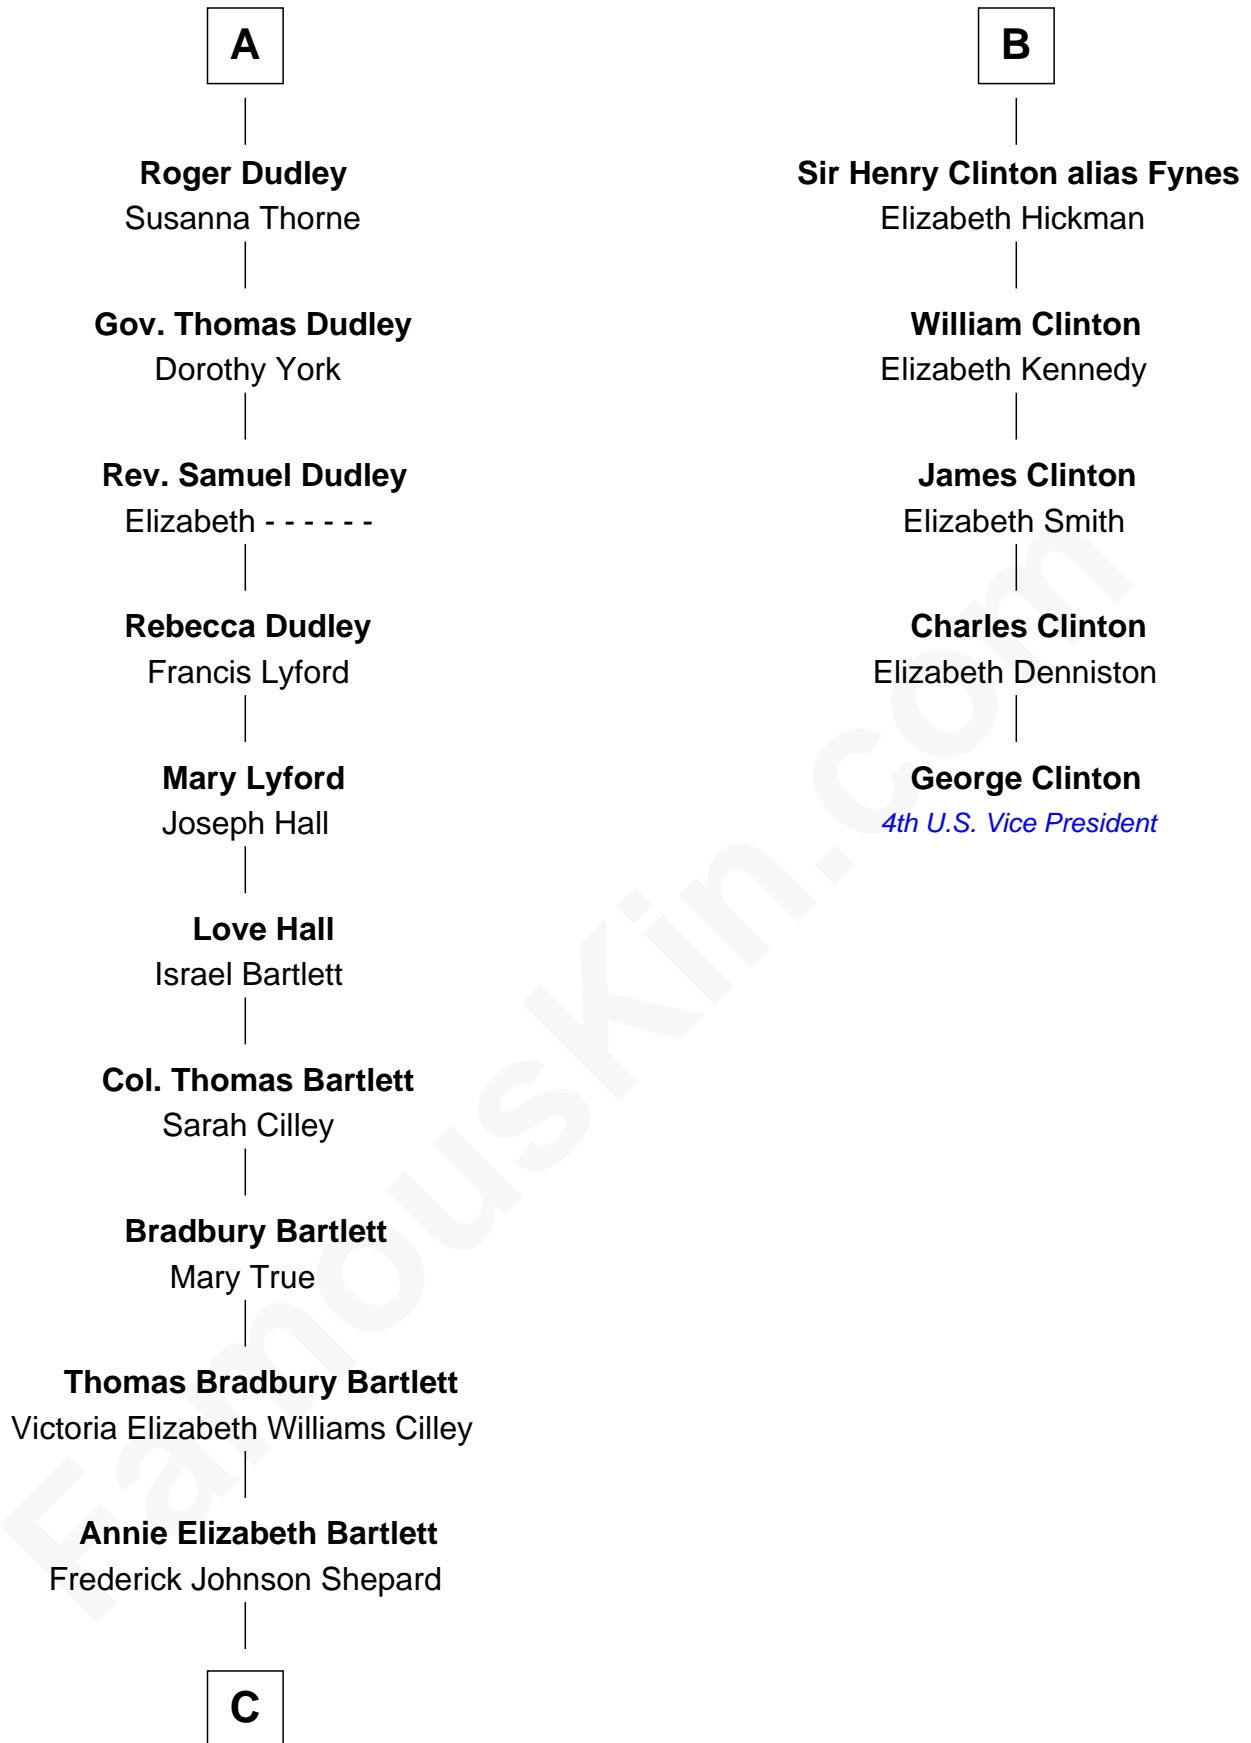 A
Roger Dudley
Susanna Thorne
Gov. Thomas Dudley
Dorothy York
Rev. Samuel Dudley
Elizabeth - - - - - -
Rebecca Dudley
Francis Lyford
Mary Lyford
Joseph Hall
Love Hall
Israel Bartlett
Col. Thomas Bartlett
Sarah Cilley
Bradbury Bartlett
Mary True
Thomas Bradbury Bartlett
Victoria Elizabeth Williams Cilley
Annie Elizabeth Bartlett
Frederick Johnson Shepard
C
B
Sir Henry Clinton alias Fynes
Elizabeth Hickman
William Clinton
Elizabeth Kennedy
James Clinton
Elizabeth Smith
Charles Clinton
Elizabeth Denniston
George Clinton
4th U.S. Vice President
FamousKin.com